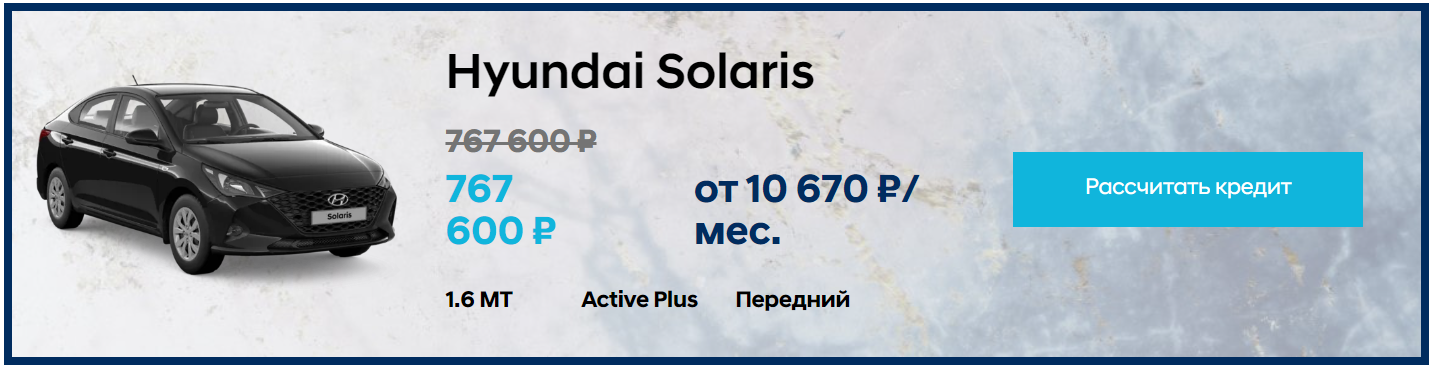 Hyundai Solaris
767 600 ₽
767
600 ₽
от 10 670 ₽/
мес.
Рассчитать кредит
Solaris
1.6 MT Active Plus Передний